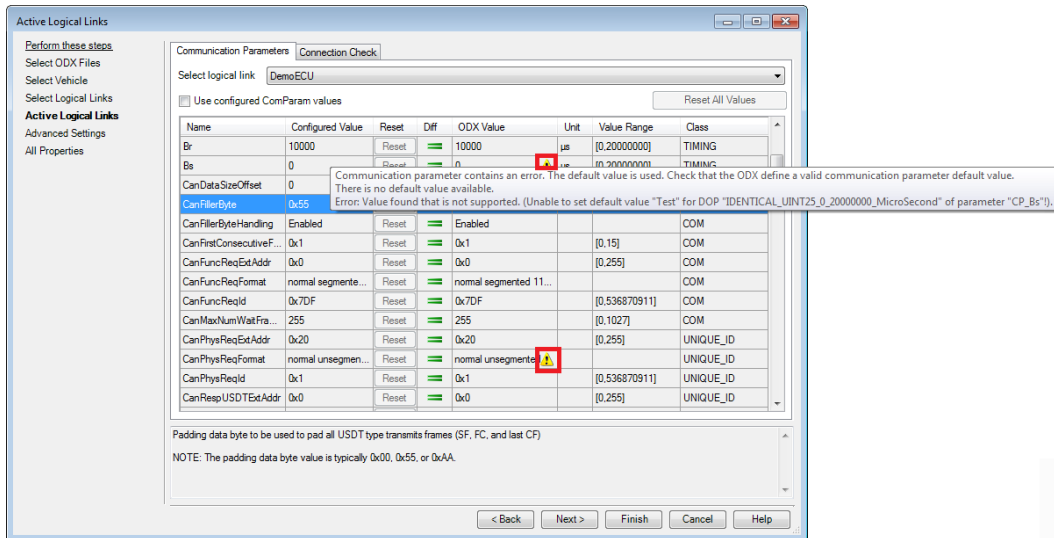 Active Logical Links
Perform these steps
Select ODX Files
Select Vehicle
Select Logical Links
Active Logical Links
Advanced Settings
All Properties
Communication Parameters Connection Check
Select logical link DemoECU
Use configured ComParam values Reset All Values
Name Configured Value Reset Diff ODX Value Unit Value Range Class
Br 10000 Reset 10000 µs [0,20000000] TIMING
Bs 0 Reset 0 µs [0,20000000] TIMING
CanDataSizeOffset 0
Communication parameter contains an error. The default value is used. Check that the ODX define a valid communication parameter default value.
There is no default value available.
Error: Value found that is not supported. (Unable to set default value "Test" for DOP "IDENTICAL_UINT25_0_20000000_MicroSecond" of parameter "CP_Bs"!).
CanFillerByte 0x55
CanFillerByteHandling Enabled Reset Enabled COM
CanFirstConsecutiveF... 0x1 Reset 0x1 [0,15] COM
CanFuncReqExtAddr 0x0 Reset 0x0 [0,255] COM
CanFuncReqFormat normal segmente... Reset normal segmented 11... COM
CanFuncReqId 0x7DF Reset 0x7DF [0,536870911] COM
CanMaxNumWaitFra... 255 Reset 255 [0,1027] COM
CanPhysReqExtAddr 0x20 Reset 0x20 [0,255] UNIQUE_ID
CanPhysReqFormat normal unsegmen... Reset normal unsegmente UNIQUE_ID
CanPhysReqId 0x1 Reset 0x1 [0,536870911] UNIQUE_ID
CanRespUSDTExtAddr 0x0 Reset 0x0 [0,255] UNIQUE_ID
Padding data byte to be used to pad all USDT type transmits frames (SF, FC, and last CF)
NOTE: The padding data byte value is typically 0x00, 0x55, or 0xAA.
< Back Next > Finish Cancel Help